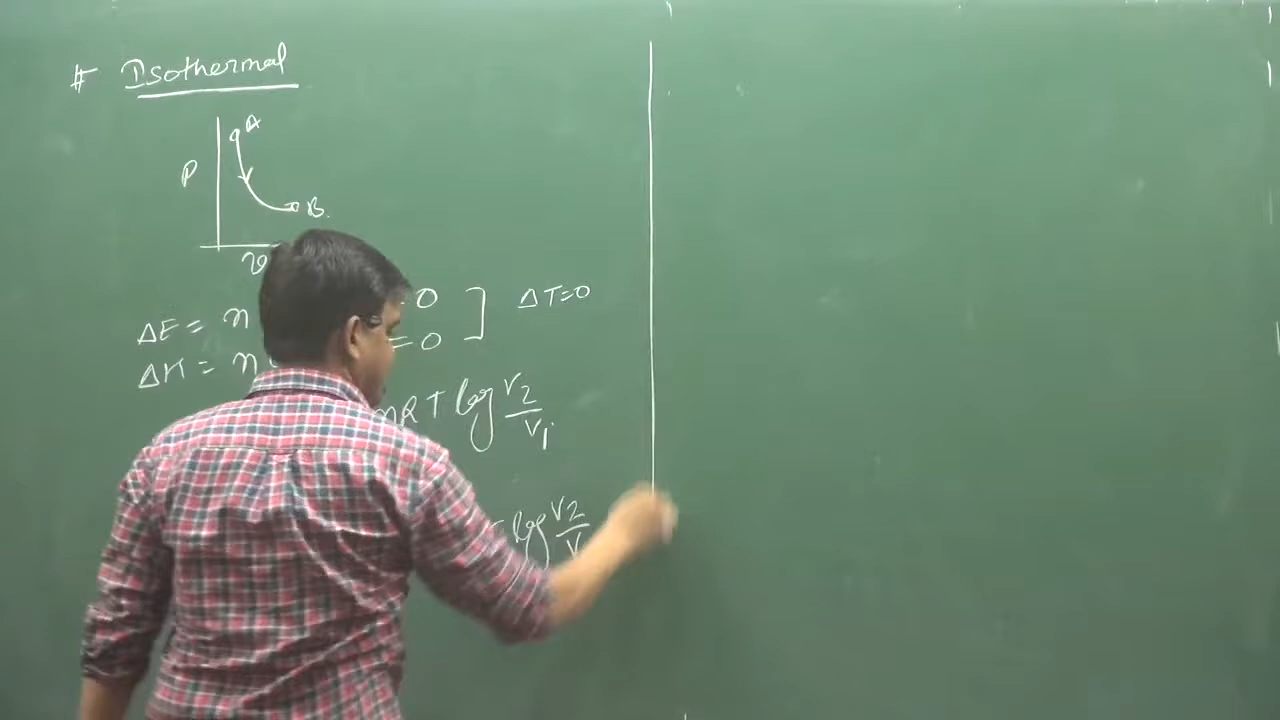 # Isothermal
A
P
B.
v
ΔE = n = 0 ] ΔT=0
ΔH = n = 0
nRT log V2/V1
log V2/V